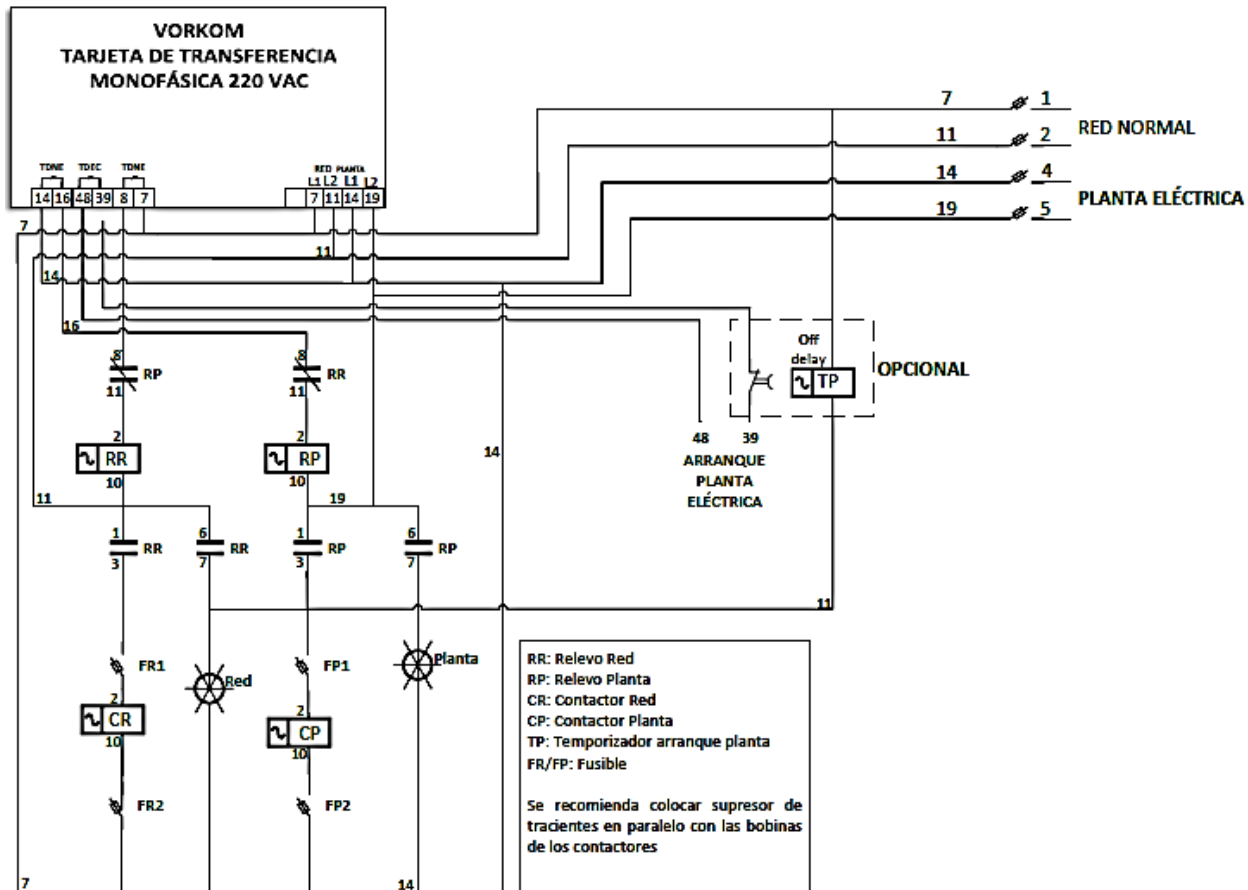 VORKOM
TARJETA DE TRANSFERENCIA
MONOFÁSICA 220 VAC
TDNE TDEC TDNE
RED PLANTA
L1 L2 L1 L2
14 16 48 39 8 7
7 11 14 19
7 1
11 2
RED NORMAL
14 4
19 5
PLANTA ELÉCTRICA
7
11
14
16
8
RP
11
8
RR
11
Off
delay
TP
OPCIONAL
2
RR
10
2
RP
10
48 39
ARRANQUE
PLANTA
ELÉCTRICA
14
11
19
1
RR
3
6
RR
7
1
RP
3
6
RP
7
11
FR1
Red
FP1
Planta
2
CR
10
2
CP
10
FR2
FP2
7
14
RR: Relevo Red
RP: Relevo Planta
CR: Contactor Red
CP: Contactor Planta
TP: Temporizador arranque planta
FR/FP: Fusible
Se recomienda colocar supresor de
tracientes en paralelo con las bobinas
de los contactores